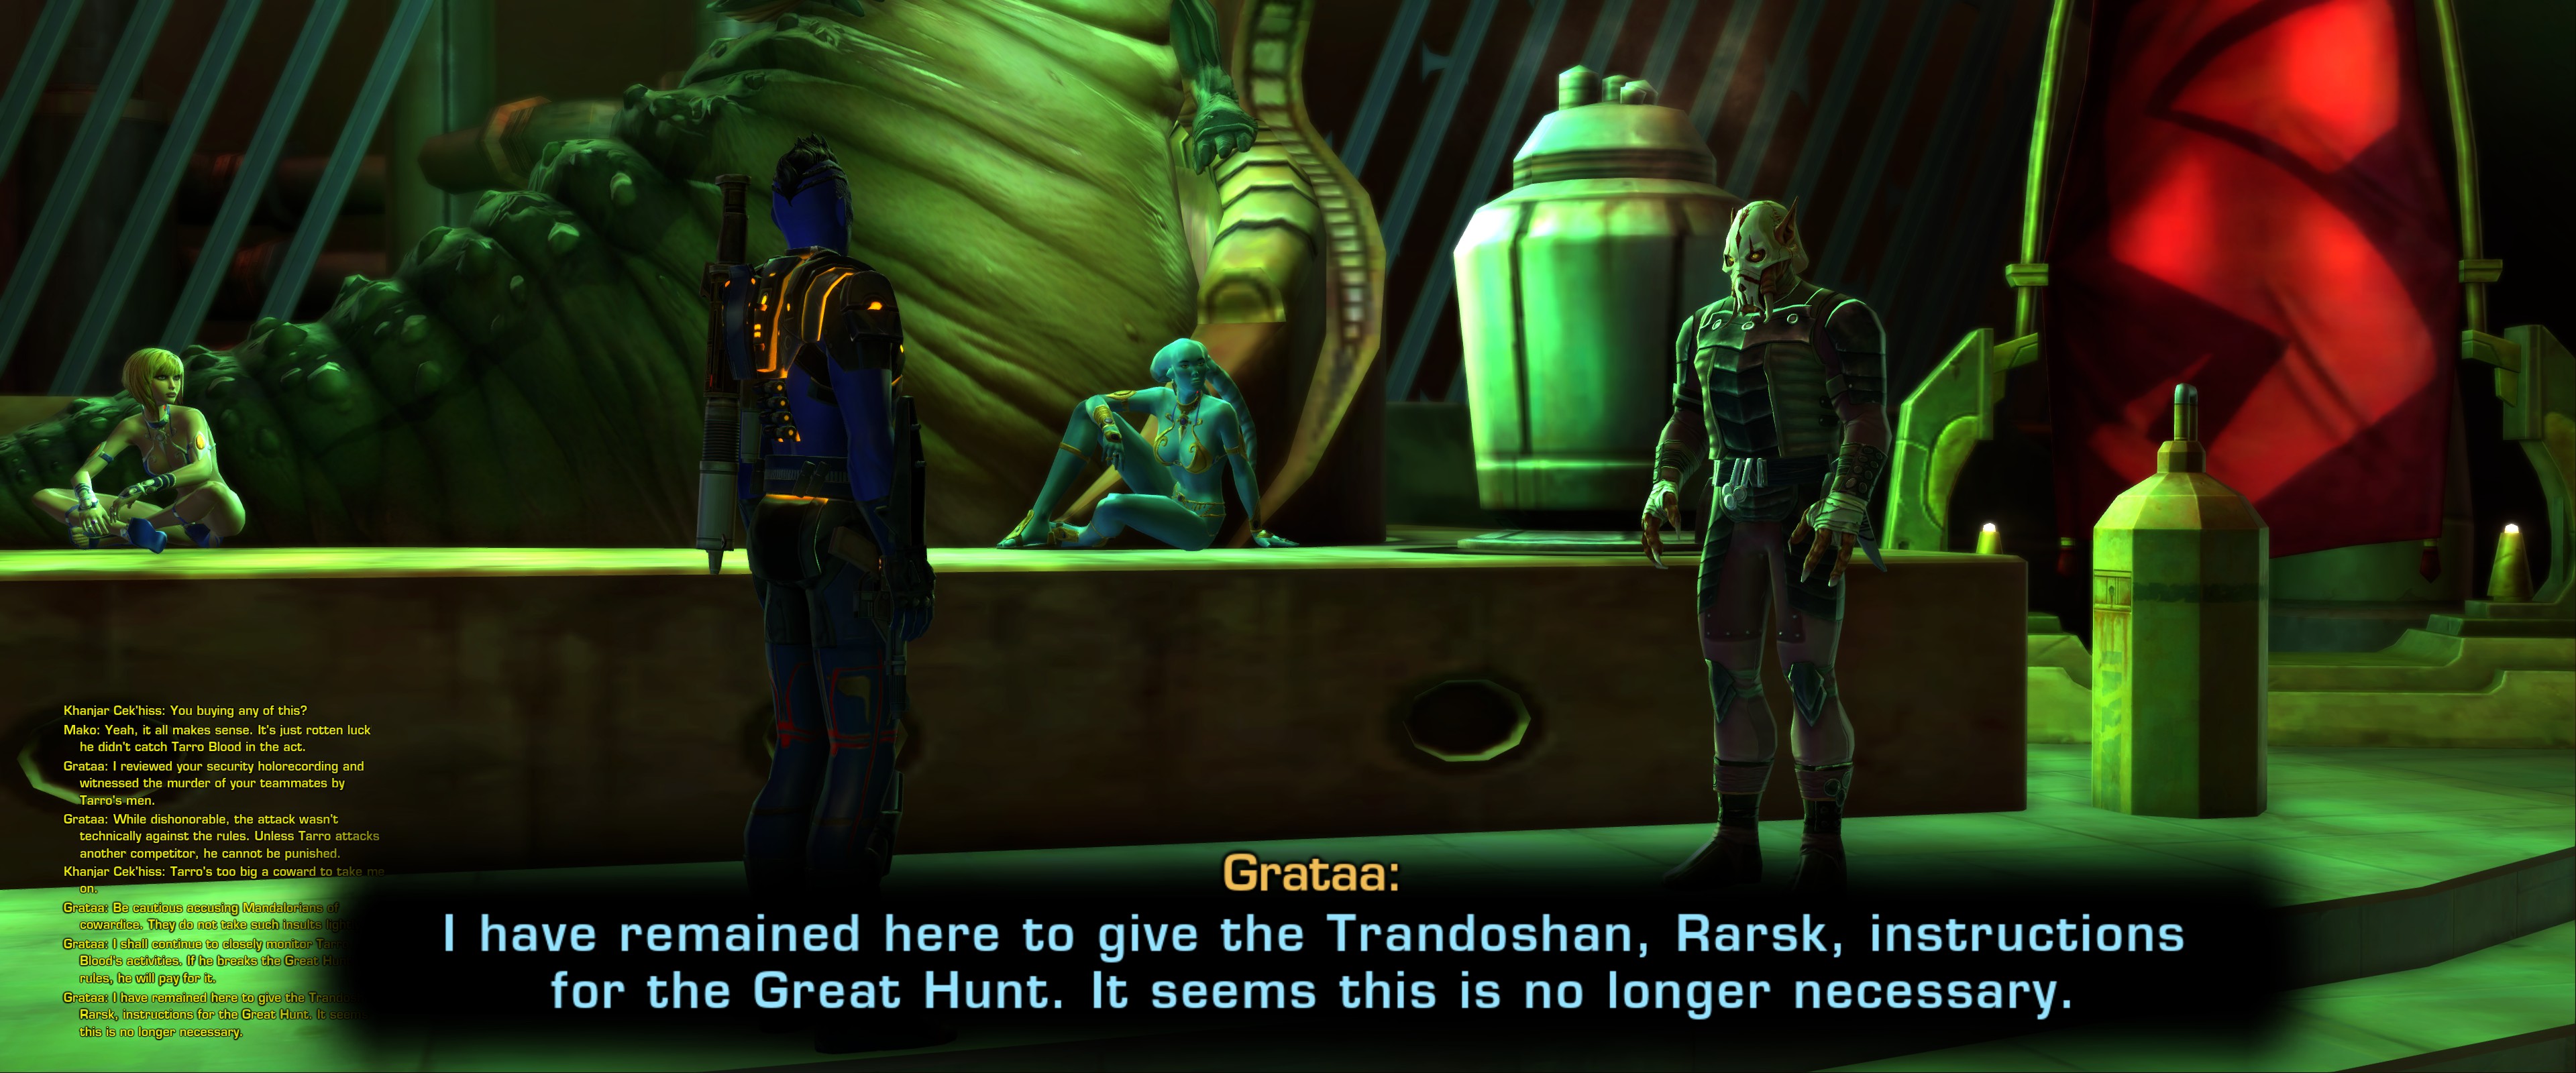 Khanjar Cek'hiss: You buying any of this?
Mako: Yeah, it all makes sense. It's just rotten luck
he didn't catch Tarro Blood in the act.
Grataa: I reviewed your security holorecording and
witnessed the murder of your teammates by
Tarro's men.
Grataa: While dishonorable, the attack wasn't
technically against the rules. Unless Tarro attacks
another competitor, he cannot be punished.
Khanjar Cek'hiss: Tarro's too big a coward to take me
on.
Grataa: Be cautious accusing Mandalorians of
cowardice. They do not take such insults
Grataa: I shall continue to closely monitor
Blood's activities. If he breaks the Great
rules, he will pay for it.
Grataa: I have remained here to give the
Rarsk, instructions for the Great Hunt. It
this is no longer necessary.
Grataa:
I have remained here to give the Trandoshan, Rarsk, instructions
for the Great Hunt. It seems this is no longer necessary.